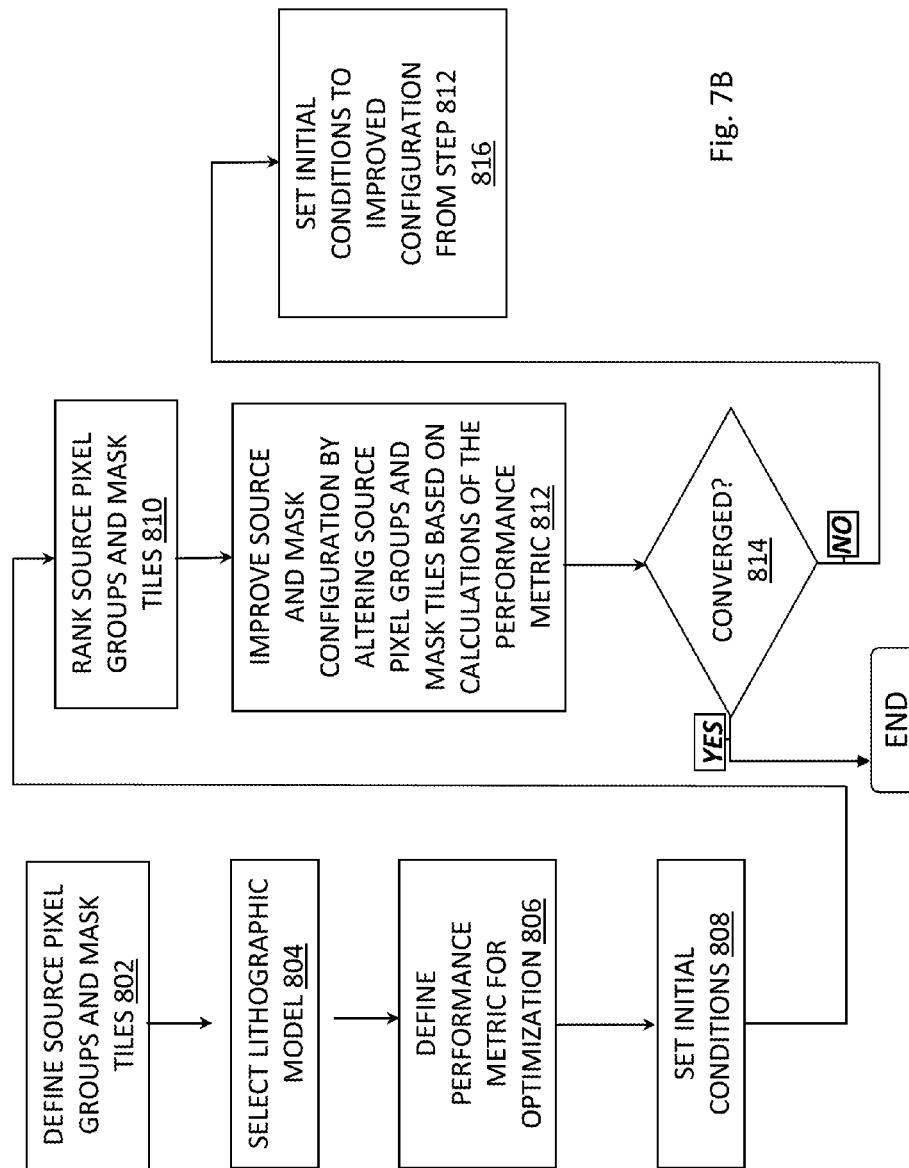 DEFINE SOURCE PIXEL
GROUPS AND MASK
TILES 802
SELECT LITHOGRAPHIC
MODEL 804
DEFINE
PERFORMANCE
METRIC FOR
OPTIMIZATION 806
SET INITIAL
CONDITIONS 808
RANK SOURCE PIXEL
GROUPS AND MASK
TILES 810
IMPROVE SOURCE
AND MASK
CONFIGURATION BY
ALTERING SOURCE
PIXEL GROUPS AND
MASK TILES BASED ON
CALCULATIONS OF THE
PERFORMANCE
METRIC 812
CONVERGED?
814
YES
NO
END
SET INITIAL
CONDITIONS TO
IMPROVED
CONFIGURATION
FROM STEP 812
816
Fig. 7B